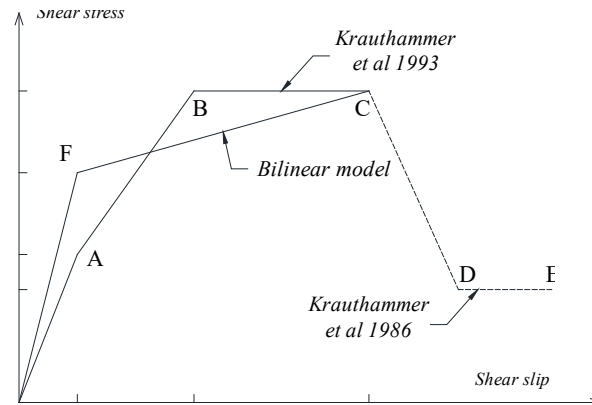 Shear stress
Krauthammer
et al 1993
B
C
F
Bilinear model
A
D
E
Krauthammer
et al 1986
Shear slip